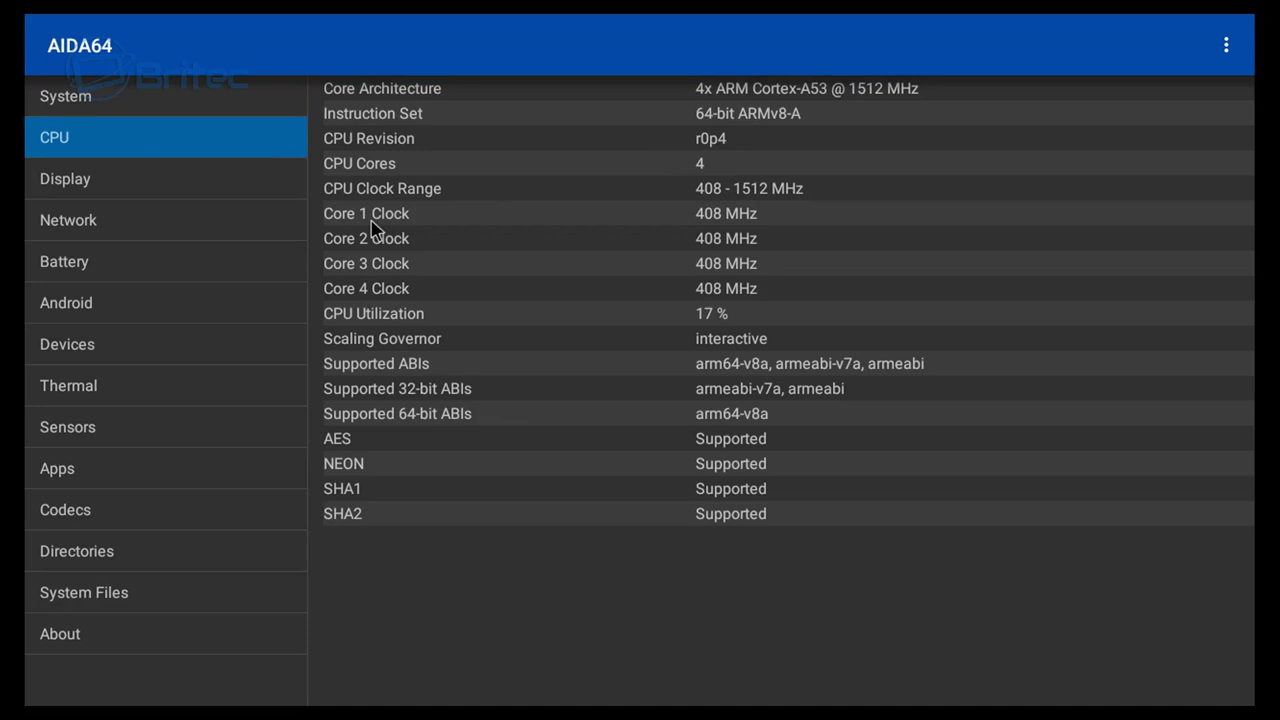 AIDA64
Britec
System
CPU
Display
Network
Battery
Android
Devices
Thermal
Sensors
Apps
Codecs
Directories
System Files
About
Core Architecture 4x ARM Cortex-A53 @ 1512 MHz
Instruction Set 64-bit ARMv8-A
CPU Revision r0p4
CPU Cores 4
CPU Clock Range 408 - 1512 MHz
Core 1 Clock 408 MHz
Core 2 Clock 408 MHz
Core 3 Clock 408 MHz
Core 4 Clock 408 MHz
CPU Utilization 17 %
Scaling Governor interactive
Supported ABIs arm64-v8a, armeabi-v7a, armeabi
Supported 32-bit ABIs armeabi-v7a, armeabi
Supported 64-bit ABIs arm64-v8a
AES Supported
NEON Supported
SHA1 Supported
SHA2 Supported